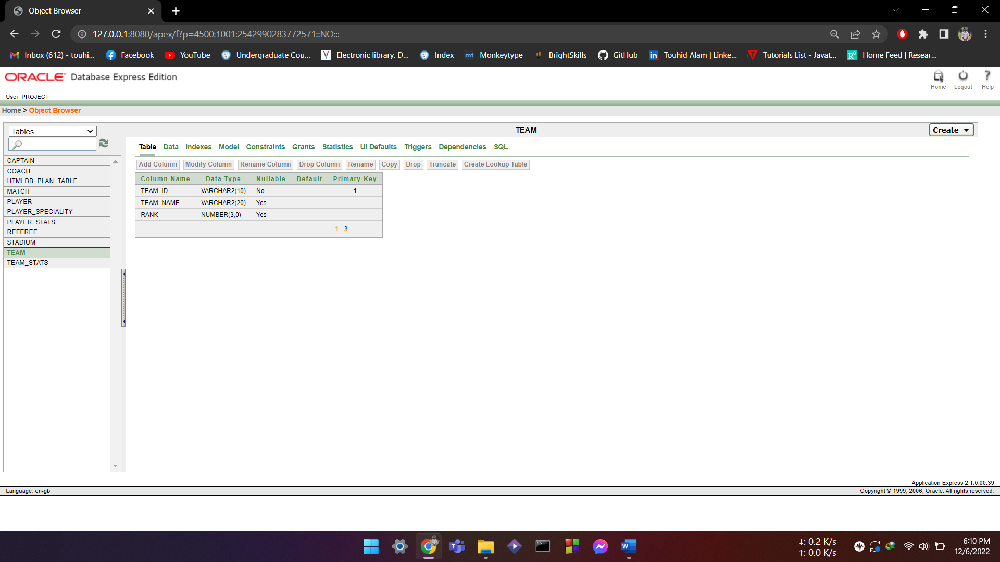 Object Browser
127.0.0.1:8080/apex/f?p=4500:1001:2542990283772571::NO:::
Inbox (612) - touhi...
Facebook
YouTube
Undergraduate Cou...
Electronic library. D...
Index
mt Monkeytype
BrightSkills
GitHub
Touhid Alam | Linke...
Tutorials List - Javat...
Home Feed | Resear...
ORACLE Database Express Edition
Home
Logout
Help
User: PROJECT
Home > Object Browser
Tables
TEAM
Create
Table Data Indexes Model Constraints Grants Statistics UI Defaults Triggers Dependencies SQL
Add Column Modify Column Rename Column Drop Column Rename Copy Drop Truncate Create Lookup Table
CAPTAIN
COACH
HTMLDB_PLAN_TABLE
MATCH
PLAYER
PLAYER_SPECIALITY
PLAYER_STATS
REFEREE
STADIUM
TEAM
TEAM_STATS
Column Name Data Type Nullable Default Primary Key
TEAM_ID VARCHAR2(10) No - 1
TEAM_NAME VARCHAR2(20) Yes - -
RANK NUMBER(3,0) Yes - -
1 - 3
Application Express 2.1.0.00.39
Language: en-gb
Copyright © 1999, 2006, Oracle. All rights reserved.
↓: 0.2 K/s
↑: 0.0 K/s
6:10 PM
12/6/2022